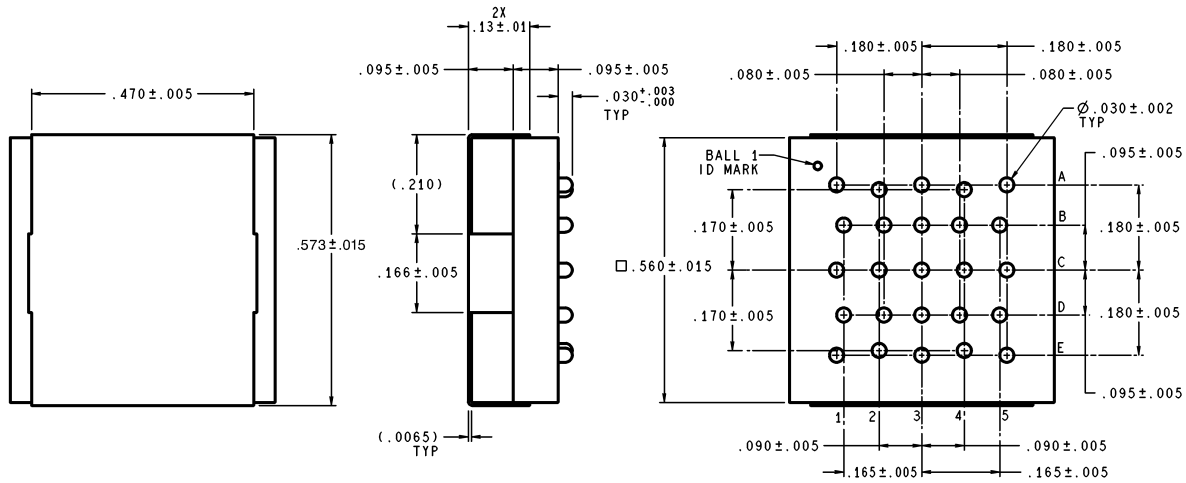 2X
.13±.01
.180±.005
.180±.005
.095±.005
.095±.005
.080±.005
.080±.005
.470±.005
.030+.003
-.000
TYP
Ø.030±.002
TYP
BALL 1
ID MARK
.095±.005
A
(.210)
B
.170±.005
.180±.005
.573±.015
.166±.005
□.560±.015
C
.170±.005
D
.180±.005
E
.095±.005
1
2
3
4
5
(.0065)
TYP
.090±.005
.090±.005
.165±.005
.165±.005